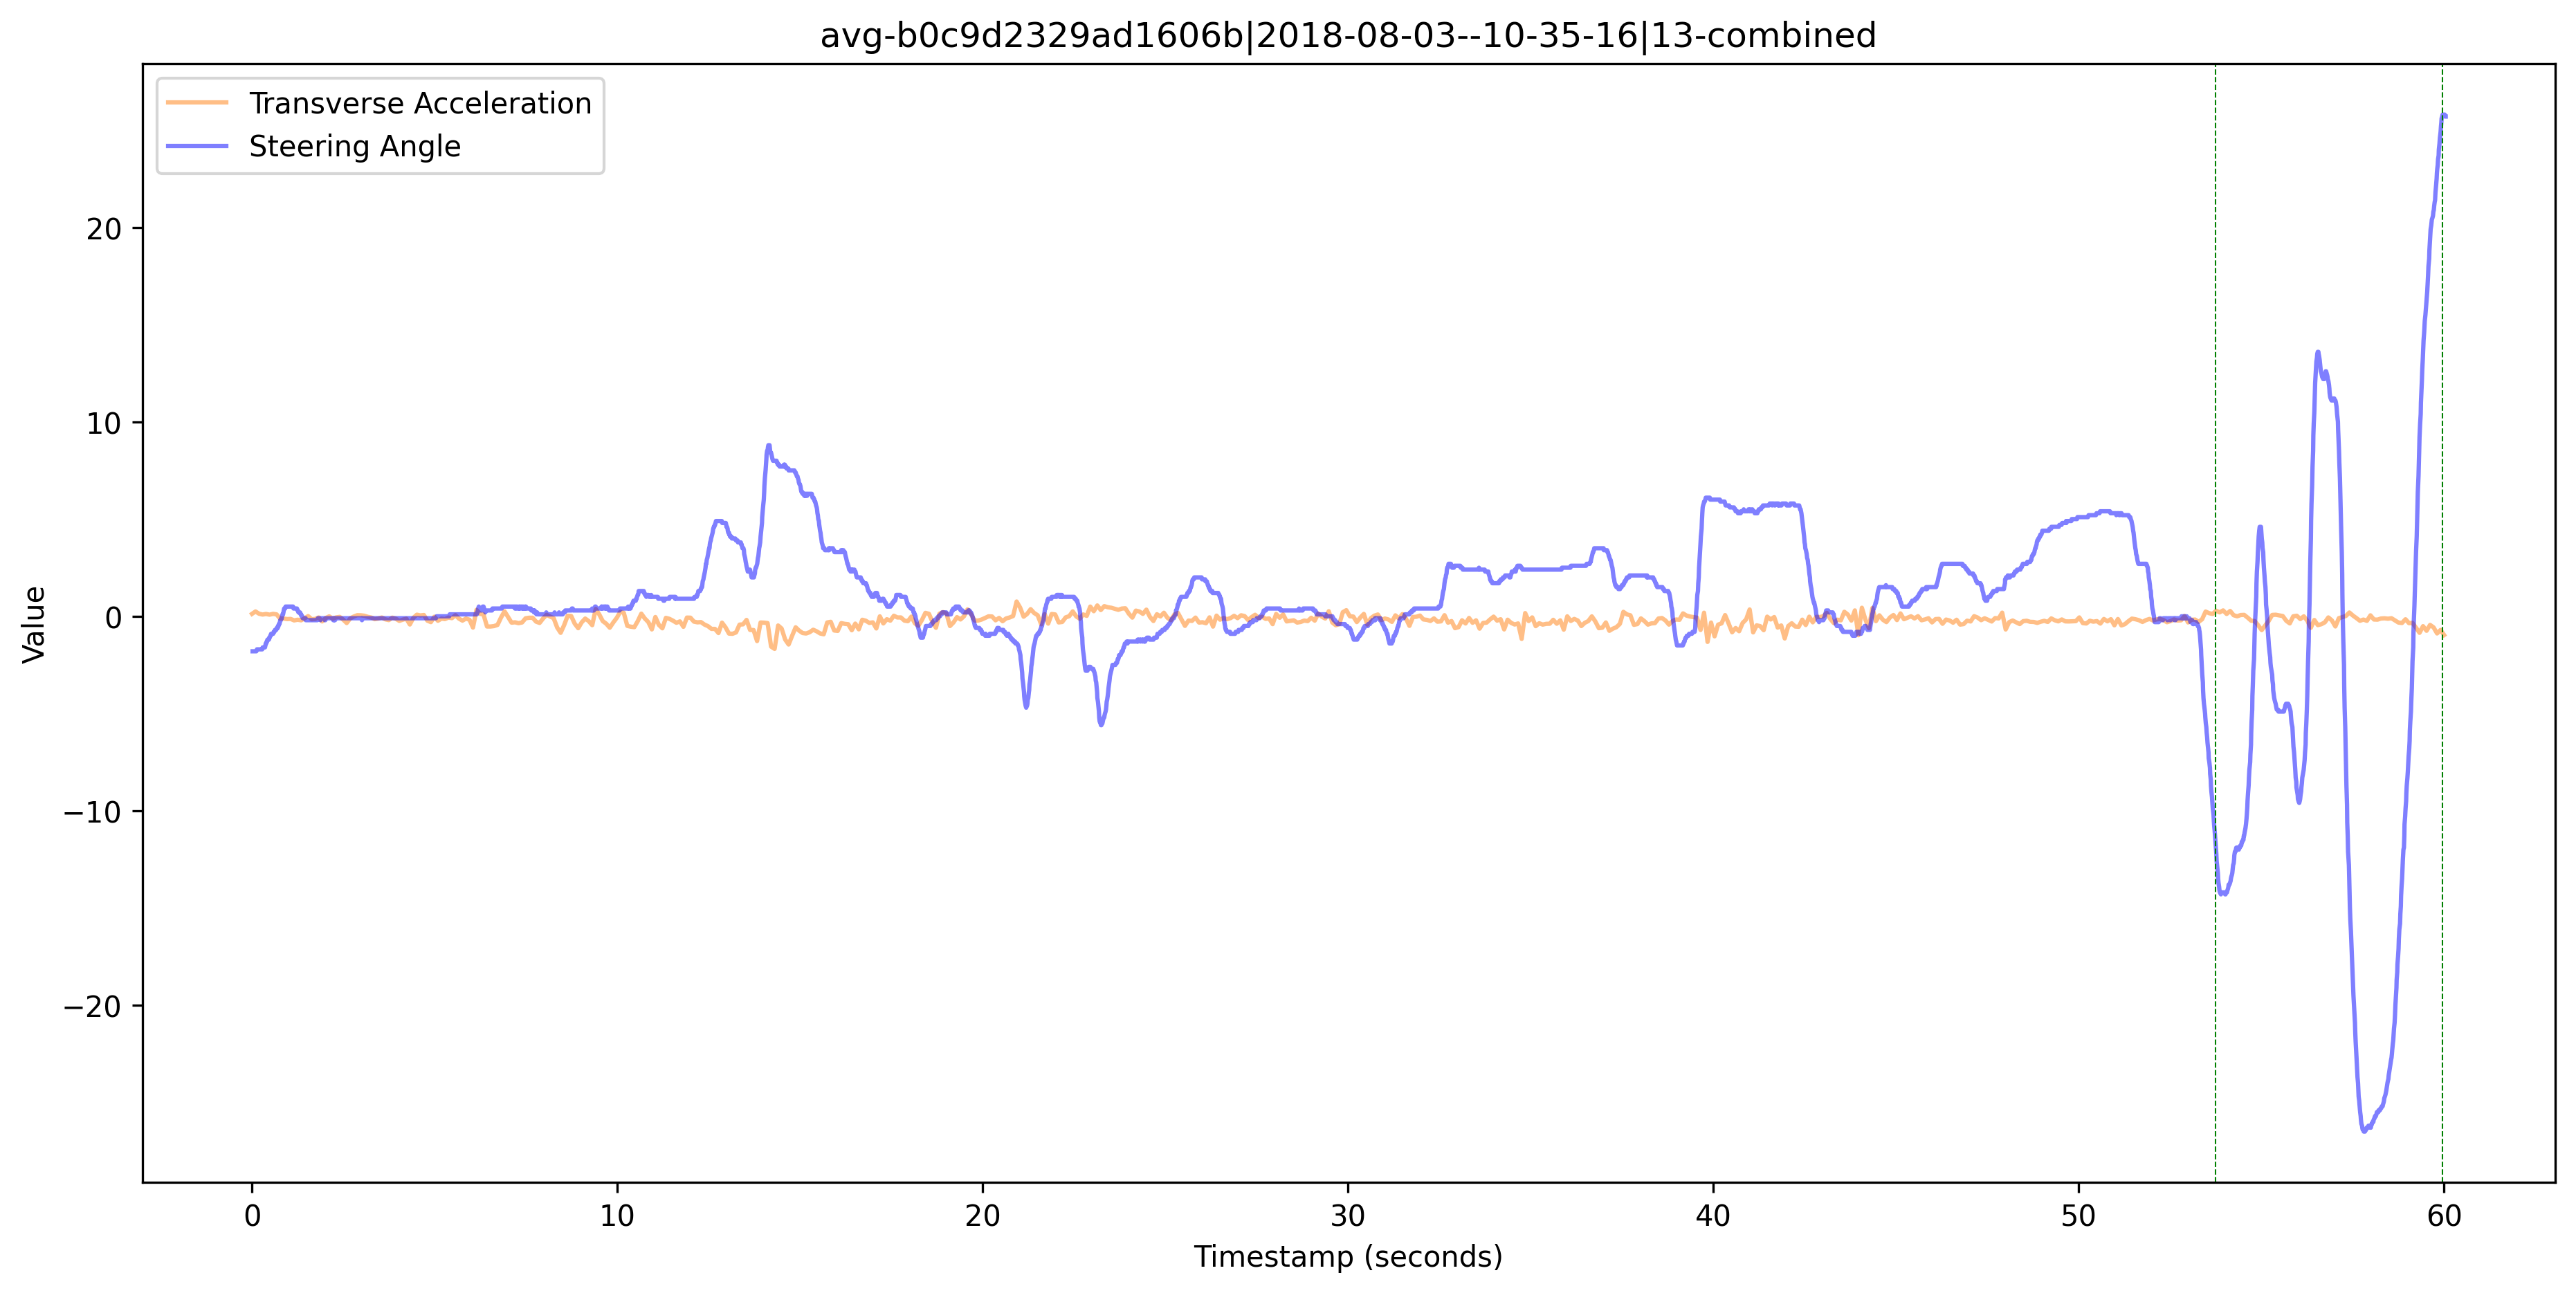 avg-b0c9d2329ad1606b|2018-08-03--10-35-16|13-combined
Transverse Acceleration
Steering Angle
Value
20
10
0
−10
−20
0 10 20 30 40 50 60
Timestamp (seconds)